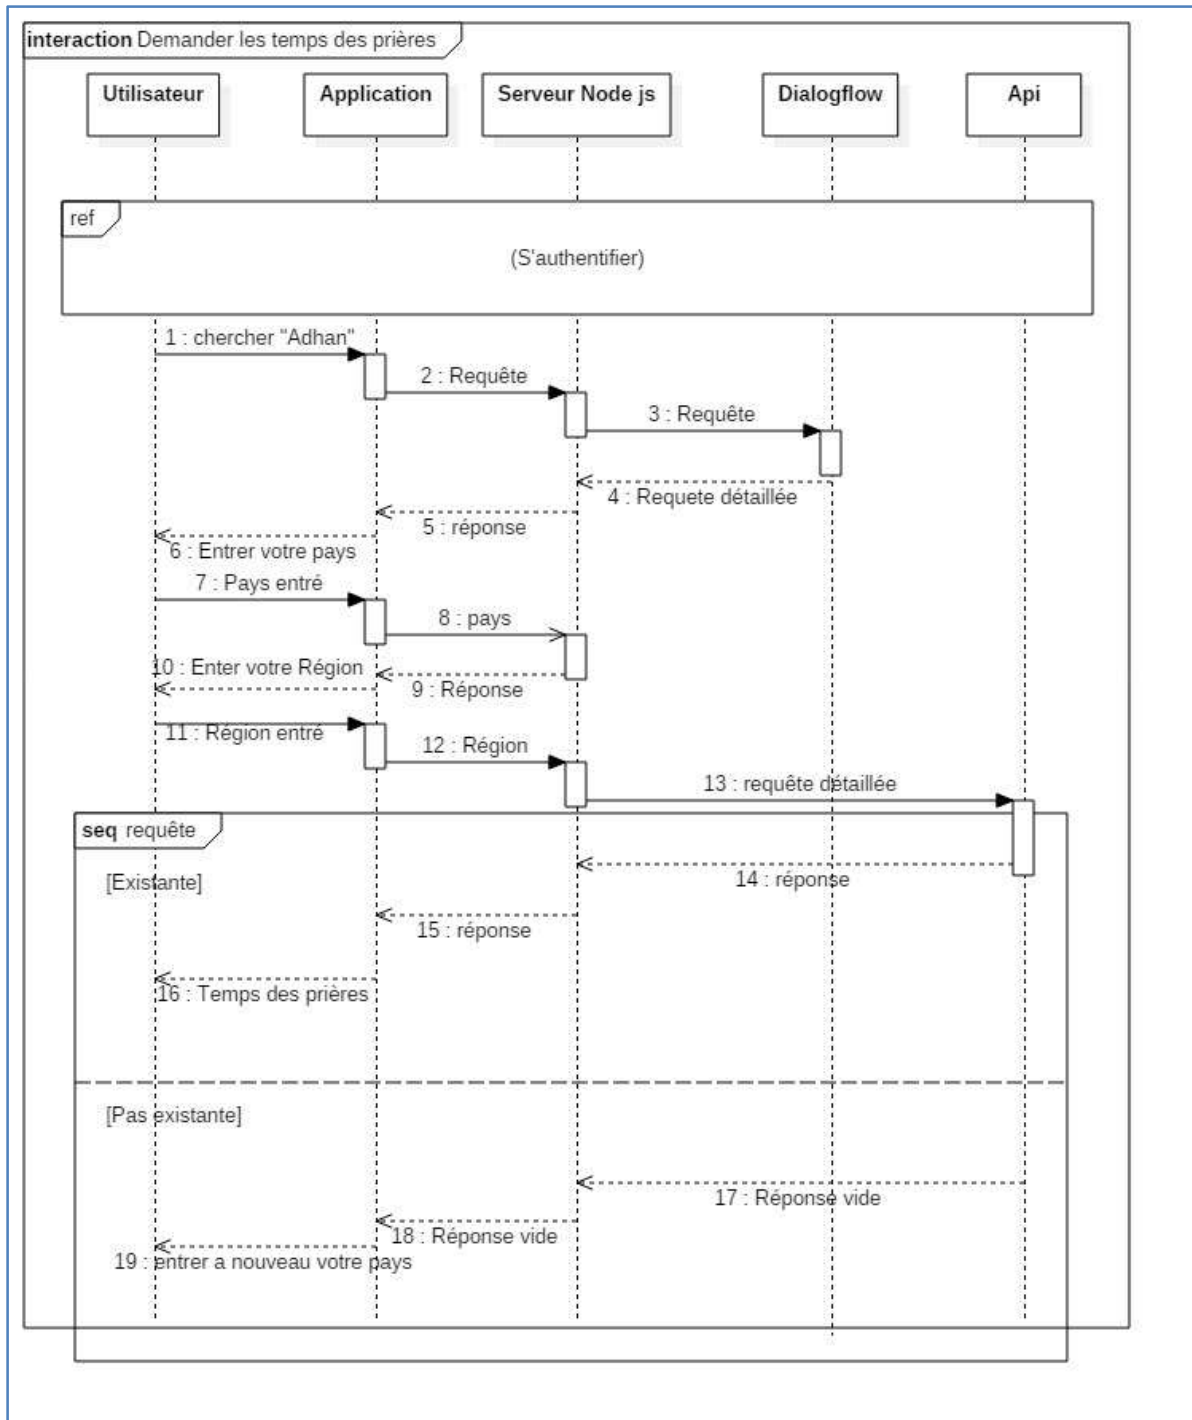 interaction Demander les temps des prières
Utilisateur
Application
Serveur Node js
Dialogflow
Api
ref
(S'authentifier)
1 : chercher "Adhan"
2 : Requête
3 : Requête
4 : Requete détaillée
5 : réponse
6 : Entrer votre pays
7 : Pays entré
8 : pays
9 : Réponse
10 : Enter votre Région
11 : Région entré
12 : Région
13 : requête détaillée
seq requête
[Existante]
14 : réponse
15 : réponse
16 : Temps des prières
[Pas existante]
17 : Réponse vide
18 : Réponse vide
19 : entrer a nouveau votre pays